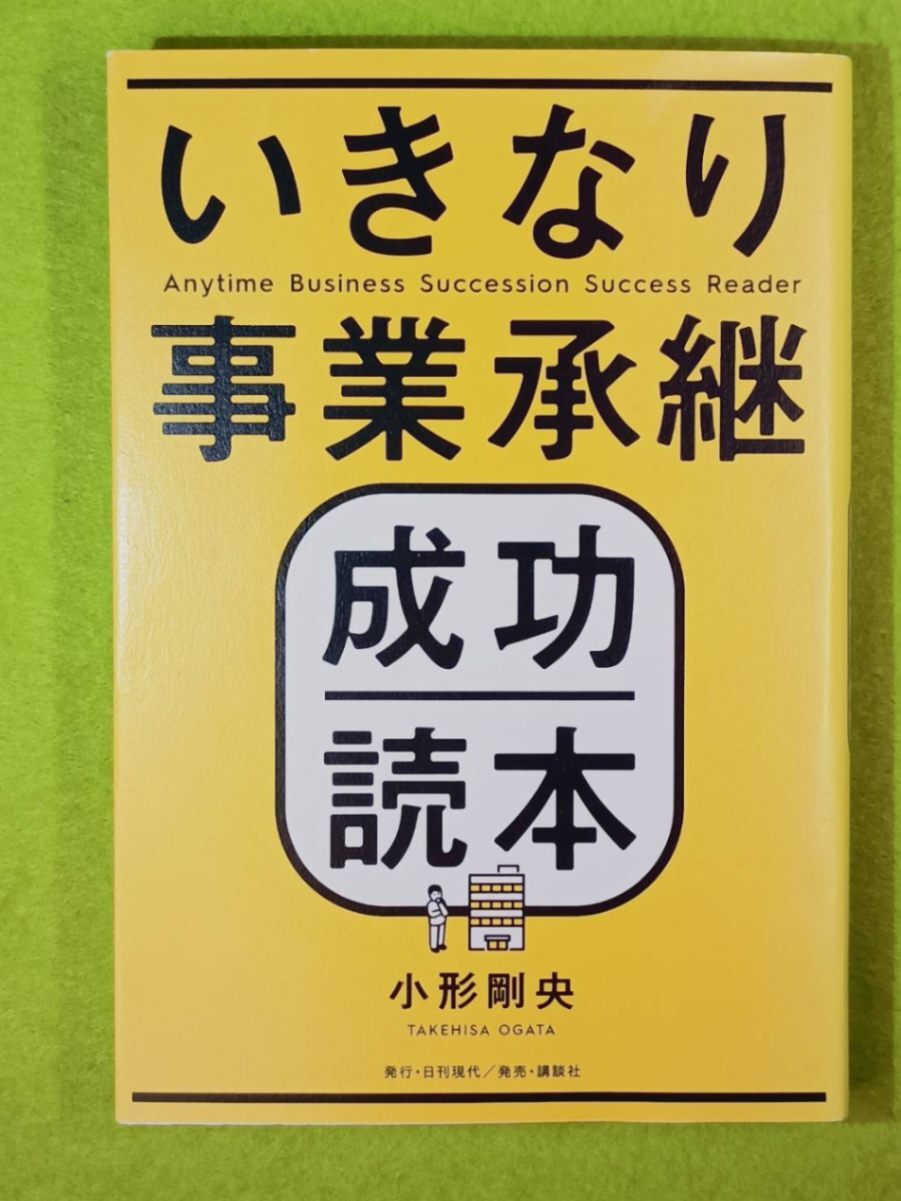 いきなり
Anytime Business Succession Success Reader
事業承継
成功
読本
小形剛央
TAKEHISA OGATA
発行・日刊現代／発売・講談社